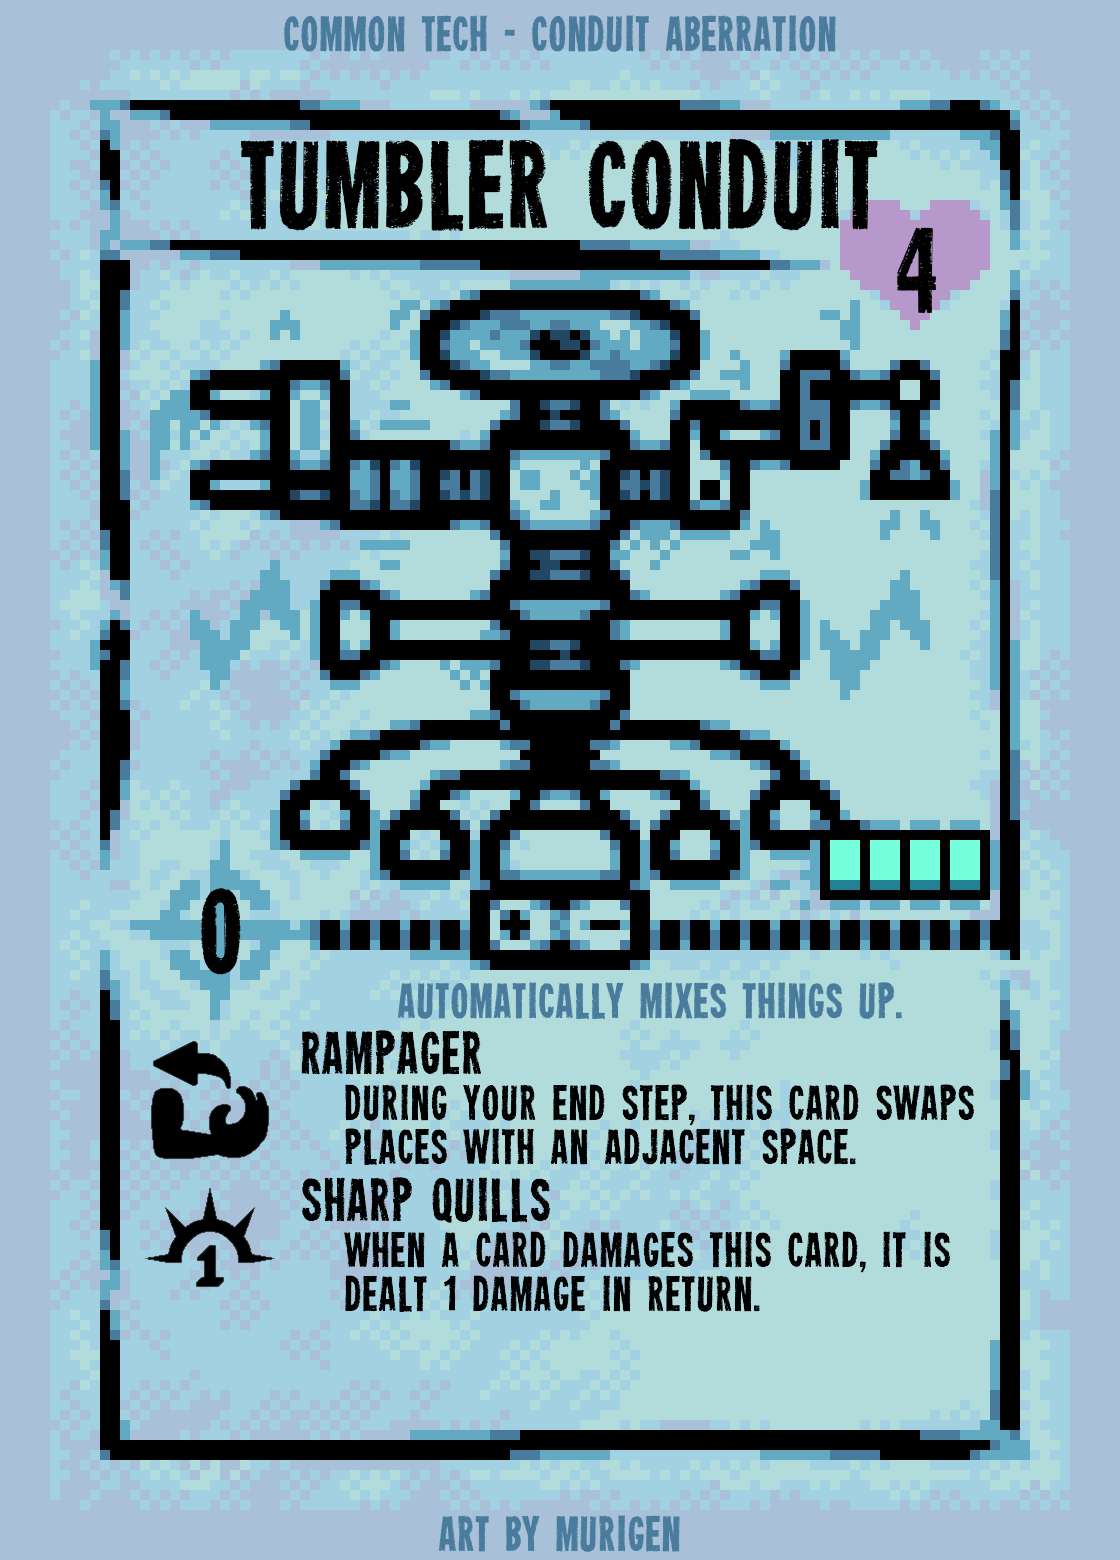 COMMON TECH - CONDUIT ABERRATION
TUMBLER CONDUIT
4
0
AUTOMATICALLY MIXES THINGS UP.
RAMPAGER
DURING YOUR END STEP, THIS CARD SWAPS
PLACES WITH AN ADJACENT SPACE.
SHARP QUILLS
1
WHEN A CARD DAMAGES THIS CARD, IT IS
DEALT 1 DAMAGE IN RETURN.
ART BY MURIGEN